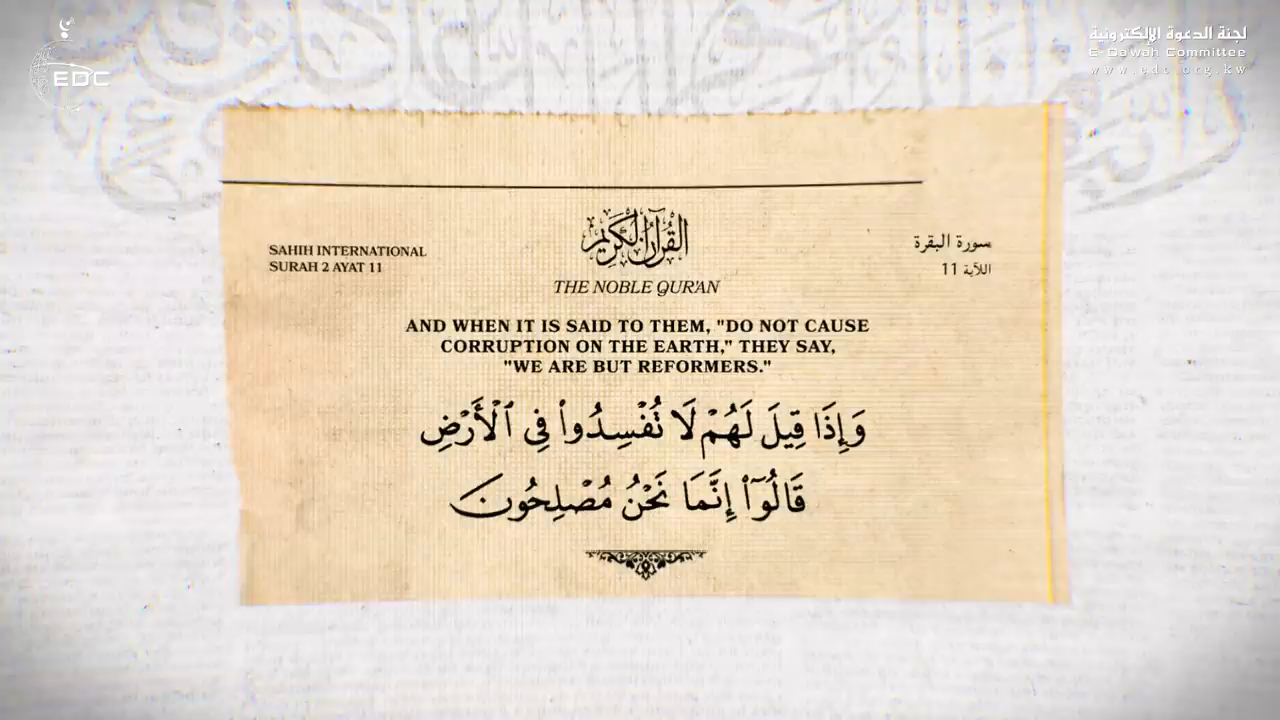 EDC
لجنة الدعوة الإلكترونية
E-Dawah Committee
www.edc.org.kw
القرآن الكريم
SAHIH INTERNATIONAL
SURAH 2 AYAT 11
سورة البقرة
اللآية 11
THE NOBLE QUR'AN
AND WHEN IT IS SAID TO THEM, "DO NOT CAUSE
CORRUPTION ON THE EARTH," THEY SAY,
"WE ARE BUT REFORMERS."
وَإِذَا قِيلَ لَهُمْ لَا تُفْسِدُوا۟ فِى ٱلْأَرْضِ
قَالُوٓا۟ إِنَّمَا نَحْنُ مُصْلِحُونَ